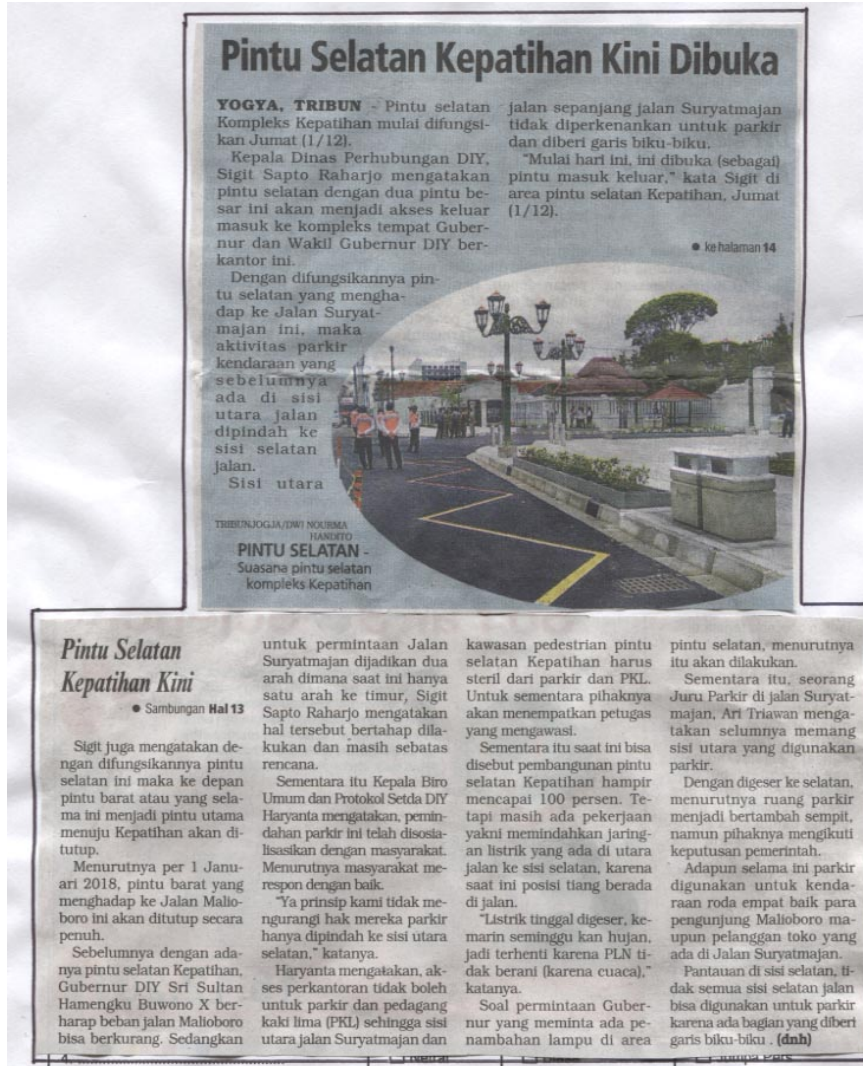 Pintu Selatan Kepatihan Kini Dibuka
YOGYA, TRIBUN - Pintu selatan
Kompleks Kepatihan mulai difungsi-
kan Jumat (1/12).
Kepala Dinas Perhubungan DIY,
Sigit Sapto Raharjo mengatakan
pintu selatan dengan dua pintu be-
sar ini akan menjadi akses keluar
masuk ke kompleks tempat Guber-
nur dan Wakil Gubernur DIY ber-
kantor ini.
Dengan difungsikannya pin-
tu selatan yang mengha-
dap ke Jalan Suryat-
majan ini, maka
aktivitas parkir
kendaraan yang
sebelumnya
ada di sisi
utara jalan
dipindah ke
sisi selatan
jalan.
Sisi utara
jalan sepanjang jalan Suryatmajan
tidak diperkenankan untuk parkir
dan diberi garis biku-biku.
"Mulai hari ini, ini dibuka (sebagai)
pintu masuk keluar," kata Sigit di
area pintu selatan Kepatihan, Jumat
(1/12).
● ke halaman 14
TRIBUNJOGJA/DWI NOURMA
HANDITO
PINTU SELATAN -
Suasana pintu selatan
kompleks Kepatihan
Pintu Selatan
Kepatihan Kini
● Sambungan Hal 13
Sigit juga mengatakan de-
ngan difungsikannya pintu
selatan ini maka ke depan
pintu barat atau yang sela-
ma ini menjadi pintu utama
menuju Kepatihan akan di-
tutup.
Menurutnya per 1 Janu-
ari 2018, pintu barat yang
menghadap ke Jalan Malio-
boro ini akan ditutup secara
penuh.
Sebelumnya dengan ada-
nya pintu selatan Kepatihan,
Gubernur DIY Sri Sultan
Hamengku Buwono X ber-
harap beban jalan Malioboro
bisa berkurang. Sedangkan
untuk permintaan Jalan
Suryatmajan dijadikan dua
arah dimana saat ini hanya
satu arah ke timur, Sigit
Sapto Raharjo mengatakan
hal tersebut bertahap dila-
kukan dan masih sebatas
rencana.
Sementara itu Kepala Biro
Umum dan Protokol Setda DIY
Haryanta mengatakan, pemin-
dahan parkir ini telah disosia-
lisasikan dengan masyarakat.
Menurutnya masyarakat me-
respon dengan baik.
"Ya prinsip kami tidak me-
ngurangi hak mereka parkir
hanya dipindah ke sisi utara
selatan," katanya.
Haryanta mengatakan, ak-
ses perkantoran tidak boleh
untuk parkir dan pedagang
kaki lima (PKL) sehingga sisi
utara jalan Suryatmajan dan
kawasan pedestrian pintu
selatan Kepatihan harus
steril dari parkir dan PKL.
Untuk sementara pihaknya
akan menempatkan petugas
yang mengawasi.
Sementara itu saat ini bisa
disebut pembangunan pintu
selatan Kepatihan hampir
mencapai 100 persen. Te-
tapi masih ada pekerjaan
yakni memindahkan jaring-
an listrik yang ada di utara
jalan ke sisi selatan, karena
saat ini posisi tiang berada
di jalan.
"Listrik tinggal digeser, ke-
marin seminggu kan hujan,
jadi terhenti karena PLN ti-
dak berani (karena cuaca),"
katanya.
Soal permintaan Guber-
nur yang meminta ada pe-
nambahan lampu di area
pintu selatan, menurutnya
itu akan dilakukan.
Sementara itu, seorang
Juru Parkir di jalan Suryat-
majan, Ari Triawan menga-
takan selumnya memang
sisi utara yang digunakan
parkir.
Dengan digeser ke selatan,
menurutnya ruang parkir
menjadi bertambah sempit,
namun pihaknya mengikuti
keputusan pemerintah.
Adapun selama ini parkir
digunakan untuk kenda-
raan roda empat baik para
pengunjung Malioboro ma-
upun pelanggan toko yang
ada di Jalan Suryatmajan.
Pantauan di sisi selatan, ti-
dak semua sisi selatan jalan
bisa digunakan untuk parkir
karena ada bagian yang diberi
garis biku-biku . (dnh)